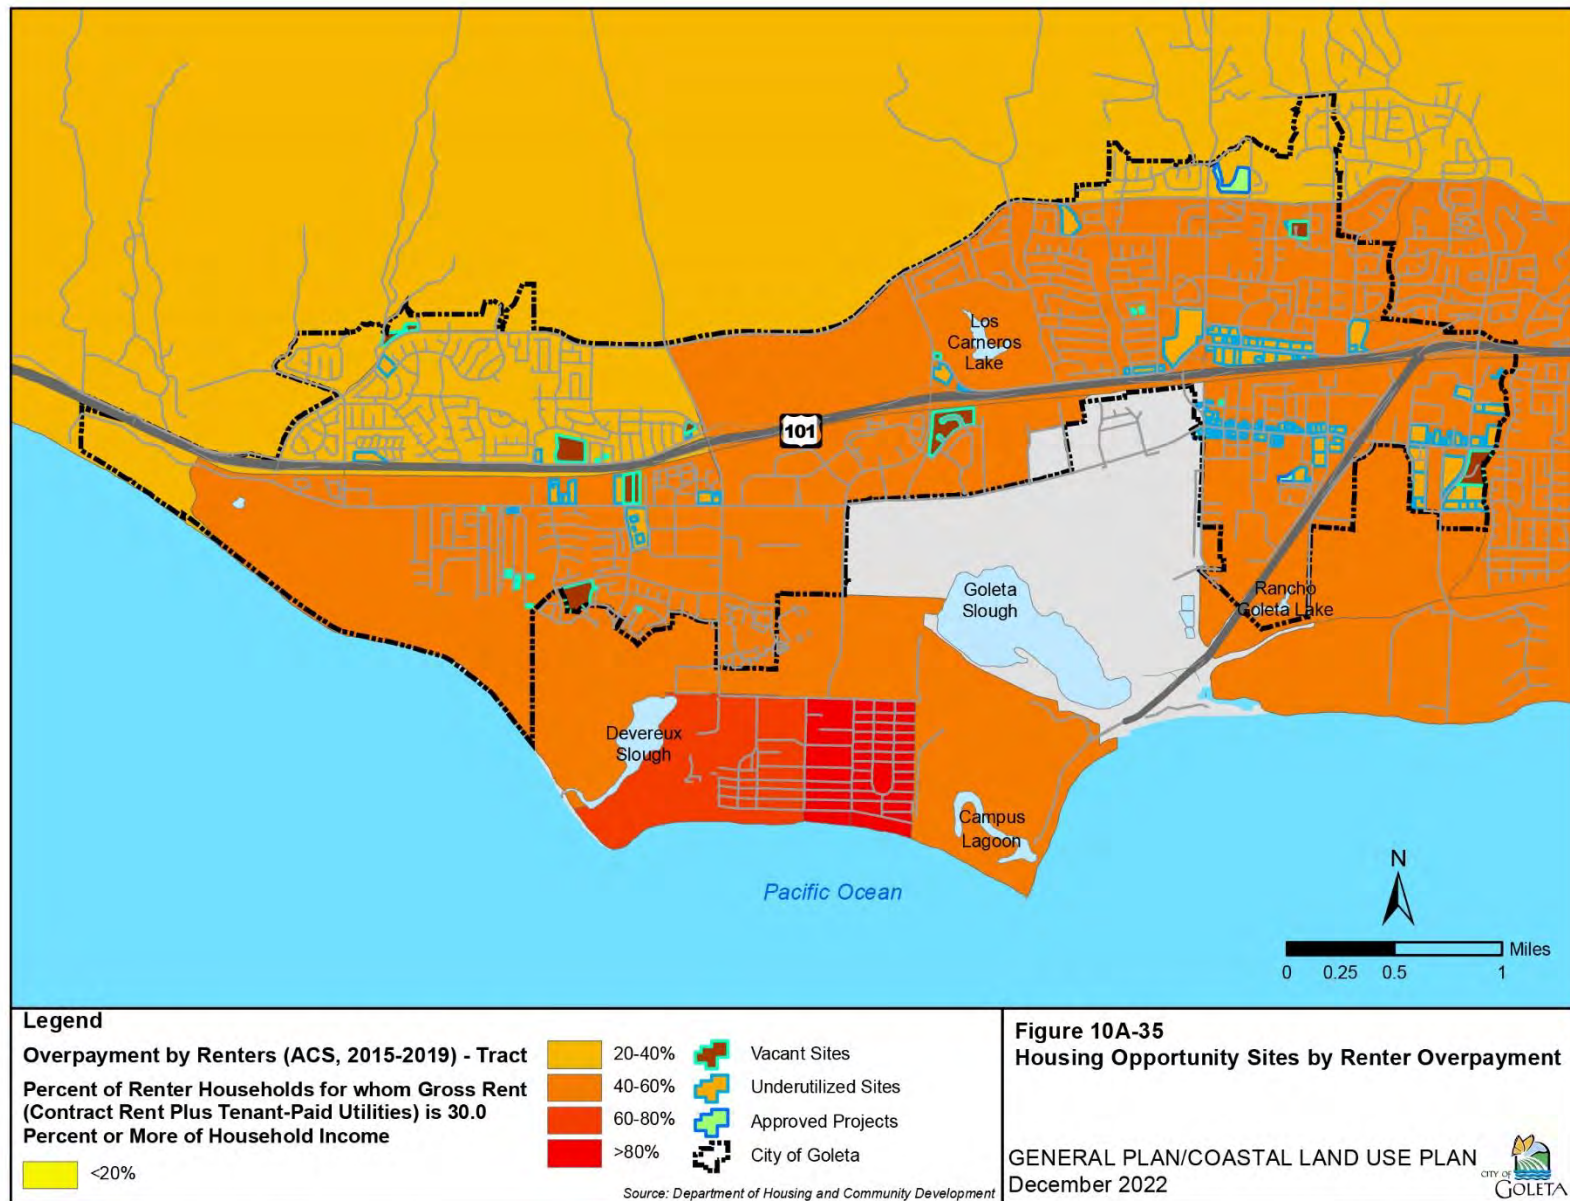 Los
Carneros
Lake
101
Goleta
Slough
Rancho
Goleta Lake
Devereux
Slough
Campus
Lagoon
Pacific Ocean
N
Miles
0 0.25 0.5 1
Legend
Overpayment by Renters (ACS, 2015-2019) - Tract
Percent of Renter Households for whom Gross Rent
(Contract Rent Plus Tenant-Paid Utilities) is 30.0
Percent or More of Household Income
<20%
20-40%
40-60%
60-80%
>80%
Vacant Sites
Underutilized Sites
Approved Projects
City of Goleta
Source: Department of Housing and Community Development
Figure 10A-35
Housing Opportunity Sites by Renter Overpayment
GENERAL PLAN/COASTAL LAND USE PLAN
December 2022
CITY OF
GOLETA